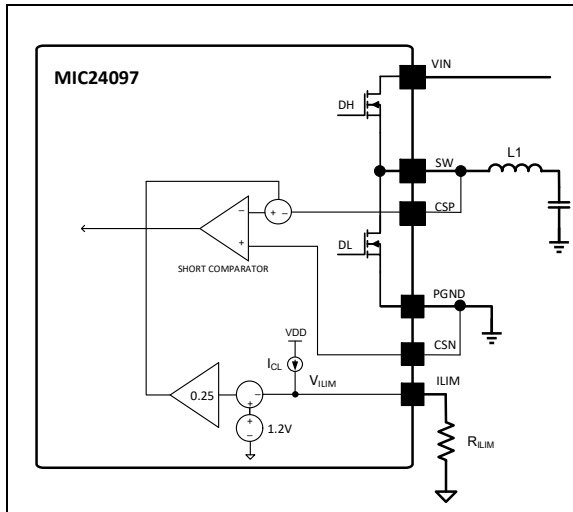 VIN
MIC24097
DH
SW
L1
+ −
−
CSP
+
SHORT COMPARATOR
DL
PGND
VDD
CSN
ICL
VILIM
ILIM
0.25
−
+
+
−
1.2V
RILIM